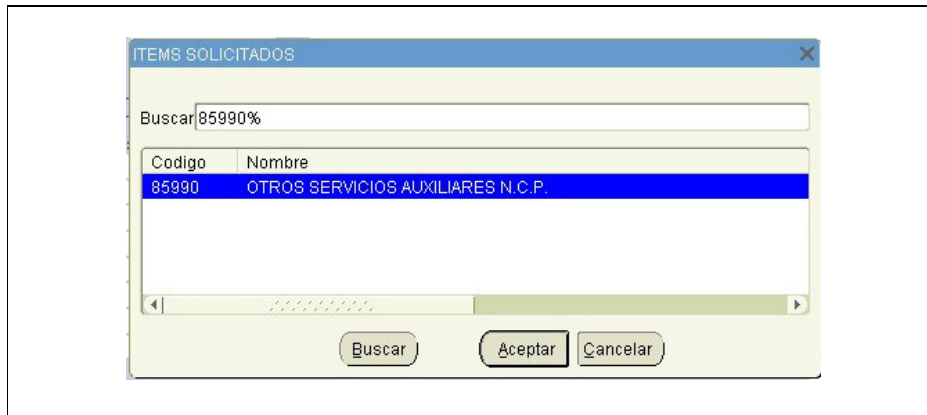 ITEMS SOLICITADOS
Buscar 85990%
Codigo Nombre
85990 OTROS SERVICIOS AUXILIARES N.C.P.
Buscar Aceptar Cancelar